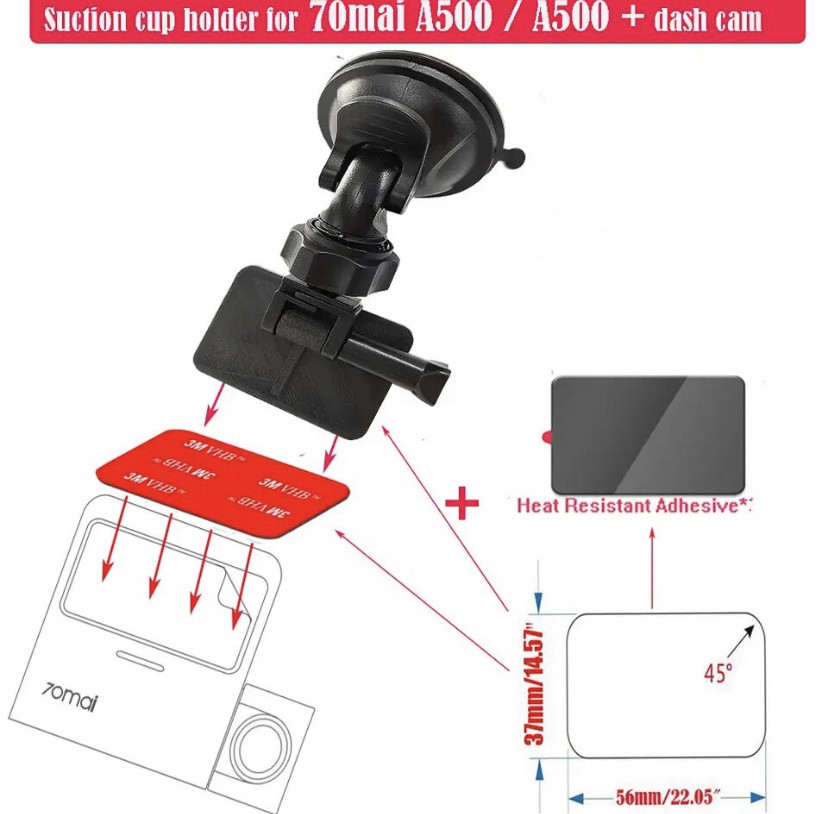 Suction cup holder for 70mai A500 / A500 + dash cam
3M VHB™
3M VHB™
3M VHB™
3M VHB™
+
Heat Resistant Adhesive*
37mm/14.57"
45°
70mai
56mm/22.05"